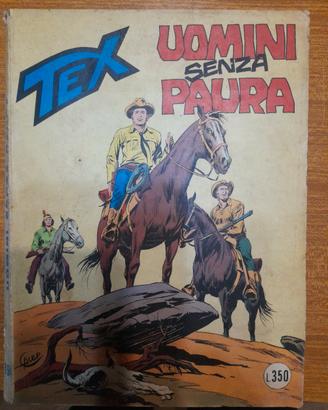 TEX
UOMINI
SENZA
PAURA
L.350